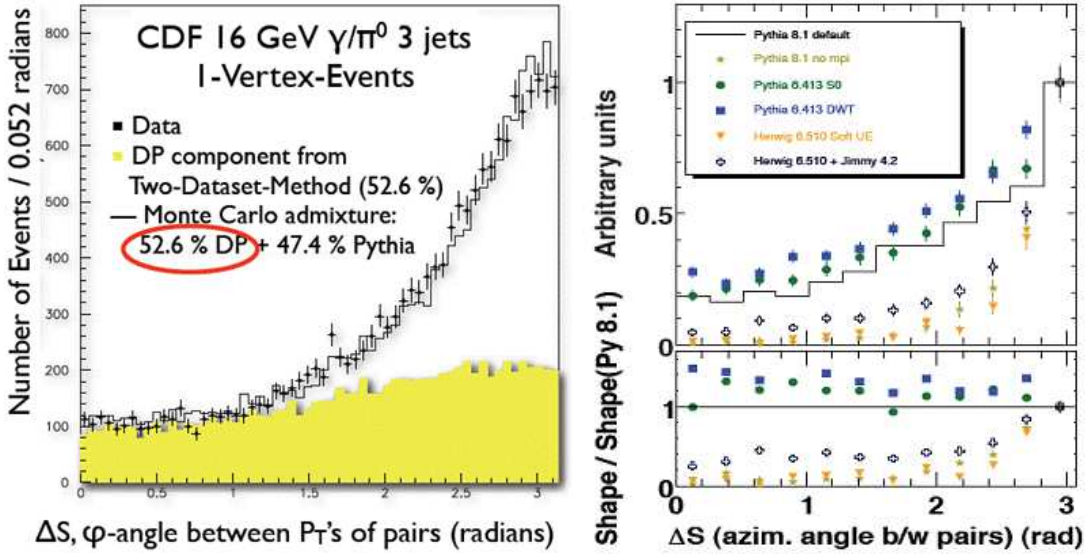 CDF 16 GeV γ/π⁰ 3 jets
1-Vertex-Events
Data
DP component from
Two-Dataset-Method (52.6 %)
Monte Carlo admixture:
52.6 % DP + 47.4 % Pythia
Number of Events / 0.052 radians
800
700
600
500
400
300
200
100
0
0 0.5 1 1.5 2 2.5 3
ΔS, φ-angle between PT's of pairs (radians)
Pythia 8.1 default
Pythia 8.1 no mpi
Pythia 6.413 S0
Pythia 6.413 DWT
Herwig 6.510 Soft UE
Herwig 6.510 + Jimmy 4.2
Arbitrary units
1
0.5
0
Shape / Shape(Py 8.1)
1
0 1 2 3
ΔS (azim. angle b/w pairs) (rad)